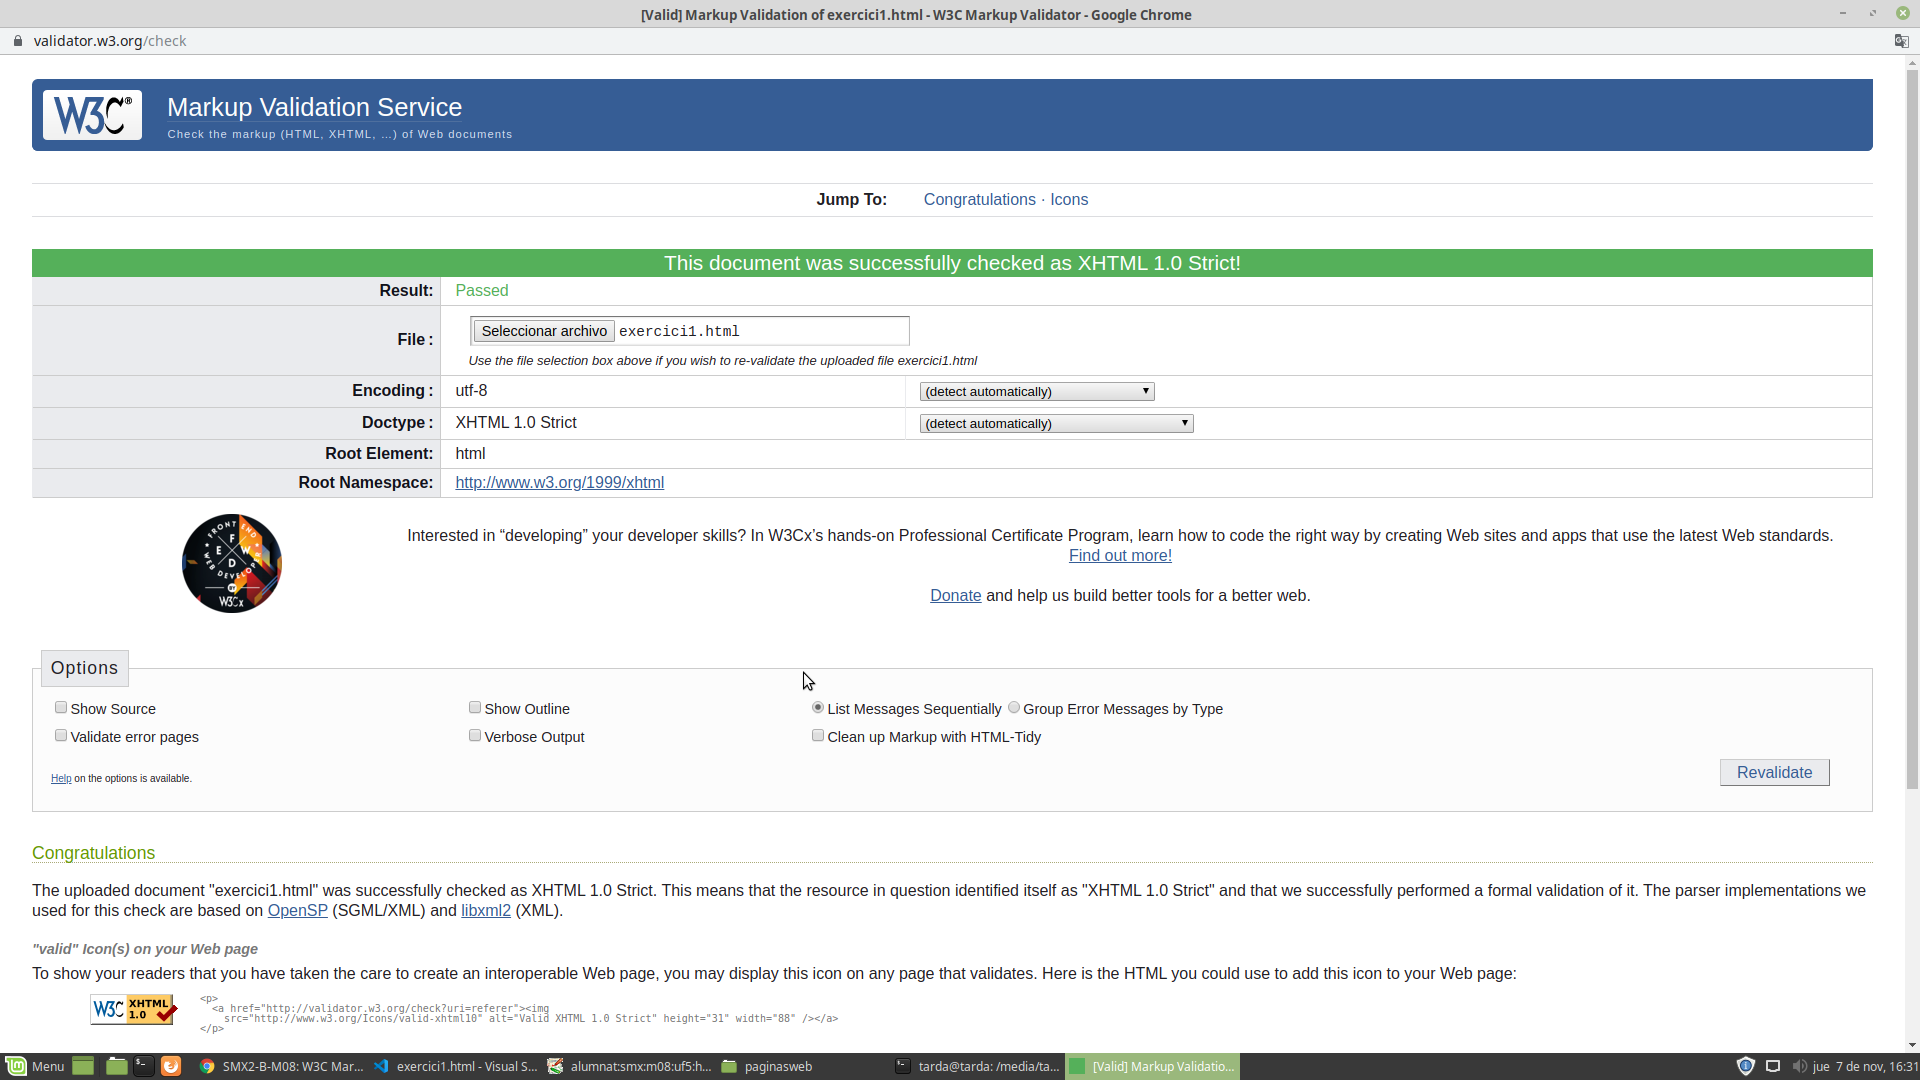 [Valid] Markup Validation of exercici1.html - W3C Markup Validator - Google Chrome
validator.w3.org/check
W3C® Markup Validation Service
Check the markup (HTML, XHTML, …) of Web documents
Jump To: Congratulations · Icons
This document was successfully checked as XHTML 1.0 Strict!
Result: Passed
File : Seleccionar archivo exercici1.html
Use the file selection box above if you wish to re-validate the uploaded file exercici1.html
Encoding : utf-8 (detect automatically)
Doctype : XHTML 1.0 Strict (detect automatically)
Root Element: html
Root Namespace: http://www.w3.org/1999/xhtml
FRONT END
F
E W
D
WEB DEVELOPER
BY
W3Cx
Interested in “developing” your developer skills? In W3Cx’s hands-on Professional Certificate Program, learn how to code the right way by creating Web sites and apps that use the latest Web standards.
Find out more!
Donate and help us build better tools for a better web.
Options
Show Source Show Outline List Messages Sequentially Group Error Messages by Type
Validate error pages Verbose Output Clean up Markup with HTML-Tidy
Help on the options is available.
Revalidate
Congratulations
The uploaded document "exercici1.html" was successfully checked as XHTML 1.0 Strict. This means that the resource in question identified itself as "XHTML 1.0 Strict" and that we successfully performed a formal validation of it. The parser implementations we
used for this check are based on OpenSP (SGML/XML) and libxml2 (XML).
"valid" Icon(s) on your Web page
To show your readers that you have taken the care to create an interoperable Web page, you may display this icon on any page that validates. Here is the HTML you could use to add this icon to your Web page:
W3C XHTML 1.0
<p>
<a href="http://validator.w3.org/check?uri=referer"><img
src="http://www.w3.org/Icons/valid-xhtml10" alt="Valid XHTML 1.0 Strict" height="31" width="88" /></a>
</p>
Menu SMX2-B-M08: W3C Mar... exercici1.html - Visual S... alumnat:smx:m08:uf5:h... paginasweb tarda@tarda: /media/ta... [Valid] Markup Validatio... jue 7 de nov, 16:31